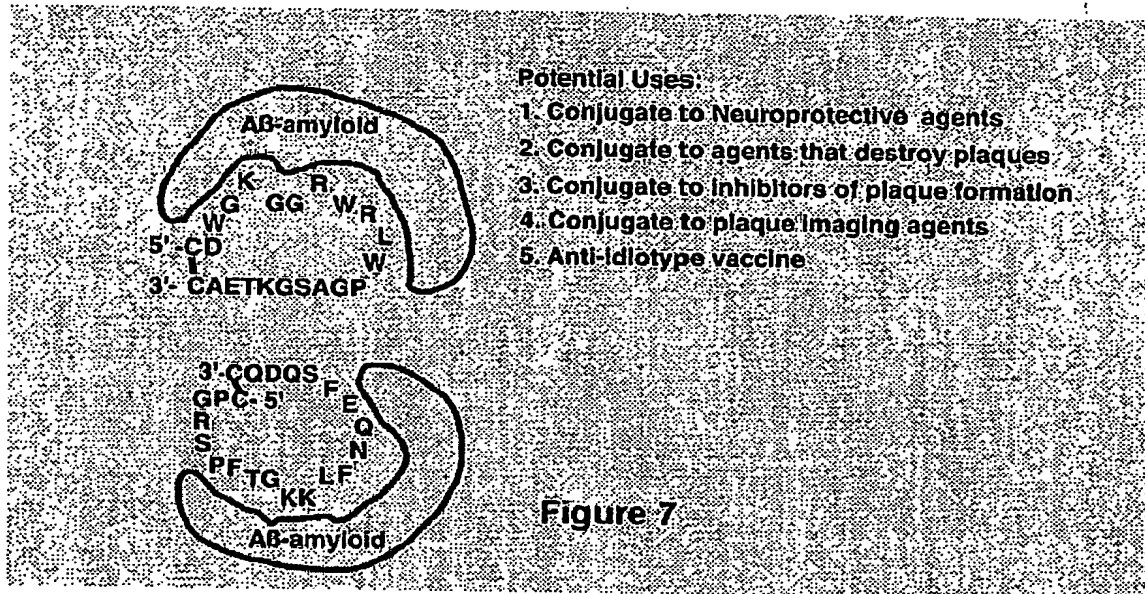 Potential Uses:
1. Conjugate to Neuroprotective agents
2. Conjugate to agents that destroy plaques
3. Conjugate to inhibitors of plaque formation
4. Conjugate to plaque imaging agents
5. Anti-idiotype vaccine
Aβ-amyloid
K
R
G
GG
W
W
R
5'-CD
L
W
3'- CAETKGSAGP
3'-CQDQS
F
GPC- 5'
E
R
Q
S
N
PF
LF
TG
KK
Aβ-amyloid
Figure 7